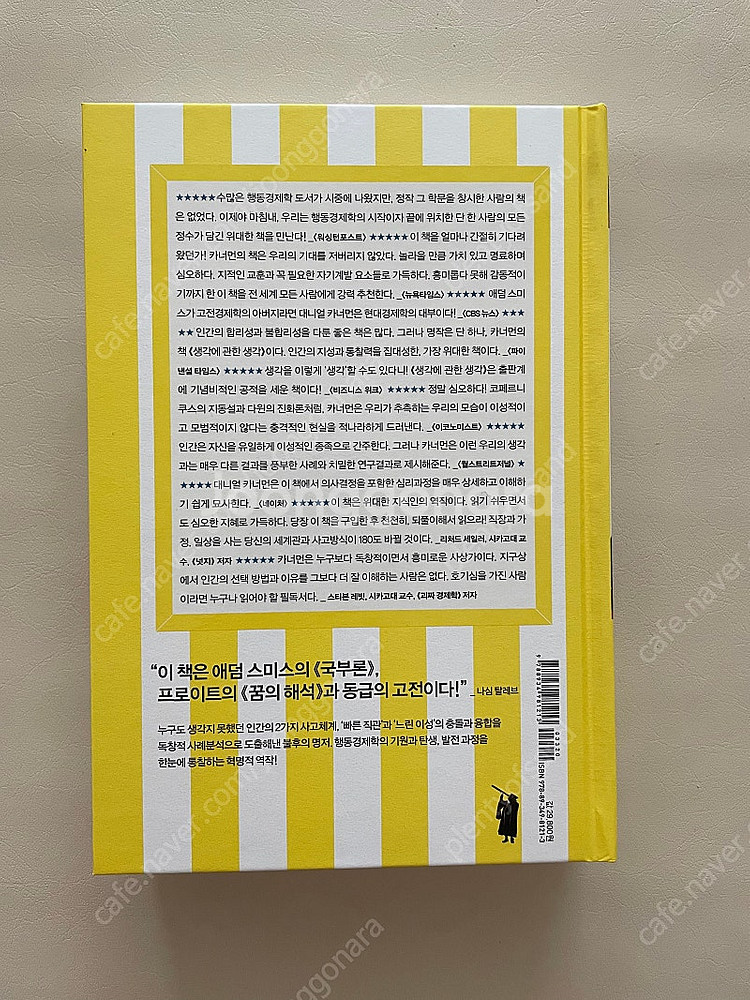 ★★★★★수많은 행동경제학 도서가 시중에 나왔지만, 정작 그 학문을 창시한 사람의 책
은 없었다. 이제야 마침내, 우리는 행동경제학의 시작이자 끝에 위치한 단 한 사람의 모든
정수가 담긴 위대한 책을 만난다! _〈워싱턴포스트〉 ★★★★★이 책을 얼마나 간절히 기다려
왔던가! 카너먼의 책은 우리의 기대를 저버리지 않았다. 놀라울 만큼 가치 있고 명료하며
심오하다. 지적인 교훈과 꼭 필요한 자기계발 요소들로 가득하다. 흥미롭다 못해 감동적이
기까지 한 이 책을 전 세계 모든 사람에게 강력 추천한다. _〈뉴욕타임스〉 ★★★★★ 애덤 스미
스가 고전경제학의 아버지라면 대니얼 카너먼은 현대경제학의 대부이다! _〈CBS 뉴스〉 ★★★
★★ 인간의 합리성과 불합리성을 다룬 좋은 책은 많다. 그러나 명작은 단 하나, 카너먼의
책 《생각에 관한 생각》이다. 인간의 지성과 통찰력을 집대성한, 가장 위대한 책이다. _〈파이
낸셜 타임스〉 ★★★★★ 생각을 이렇게 '생각'할 수도 있다니! 《생각에 관한 생각》은 출판계
에 기념비적인 공적을 세운 책이다! _〈비즈니스 위크〉 ★★★★★ 정말 심오하다! 코페르니
쿠스의 지동설과 다윈의 진화론처럼, 카너먼은 우리가 추측하는 우리의 모습이 이성적이
고 모범적이지 않다는 충격적인 현실을 적나라하게 드러낸다. _〈이코노미스트〉 ★★★★★
인간은 자신을 유일하게 이성적인 종족으로 간주한다. 그러나 카너먼은 이런 우리의 생각
과는 매우 다른 결과를 풍부한 사례와 치밀한 연구결과로 제시해준다. _〈월스트리트저널〉 ★
★★★★ 대니얼 카너먼은 이 책에서 의사결정을 포함한 심리과정을 매우 상세하고 이해하
기 쉽게 묘사한다. _〈네이처〉 ★★★★★이 책은 위대한 지식인의 역작이다. 읽기 쉬우면서
도 심오한 지혜로 가득하다. 당장 이 책을 구입한 후 천천히, 되풀이해서 읽으라! 직장과 가
정, 일상을 사는 당신의 세계관과 사고방식이 180도 바뀔 것이다. _리처드 세일러, 시카고대 교
수, 《넛지》 저자 ★★★★★ 카너먼은 누구보다 독창적이면서 흥미로운 사상가이다. 지구상
에서 인간의 선택 방법과 이유를 그보다 더 잘 이해하는 사람은 없다. 호기심을 가진 사람
이라면 누구나 읽어야 할 필독서다. _ 스티븐 레빗, 시카고대 교수, 《괴짜 경제학》 저자
“이 책은 애덤 스미스의 《국부론》,
프로이트의 《꿈의 해석》과 동급의 고전이다!” _ 나심 탈레브
누구도 생각지 못했던 인간의 2가지 사고체계, '빠른 직관'과 '느린 이성'의 충돌과 융합을
독창적 사례분석으로 도출해낸 불후의 명저. 행동경제학의 기원과 탄생, 발전 과정을
한눈에 통찰하는 혁명적 역작!
9 788934 981213
03320
ISBN 978-89-349-8121-3
값 29,800원
cafe.naver
cafe.naver
cafe.naver
cafe.naver
cafe.naver